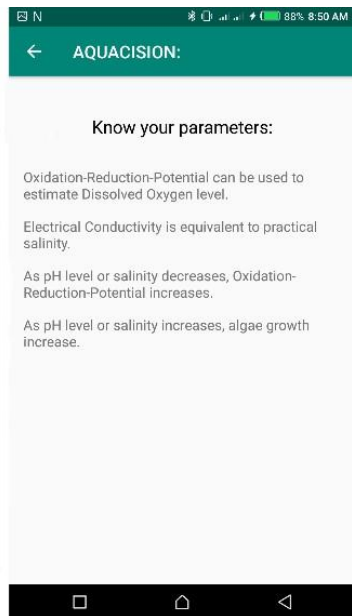 N 88% 8:50 AM
AQUACISION:
Know your parameters:
Oxidation-Reduction-Potential can be used to
estimate Dissolved Oxygen level.
Electrical Conductivity is equivalent to practical
salinity.
As pH level or salinity decreases, Oxidation-
Reduction-Potential increases.
As pH level or salinity increases, algae growth
increase.